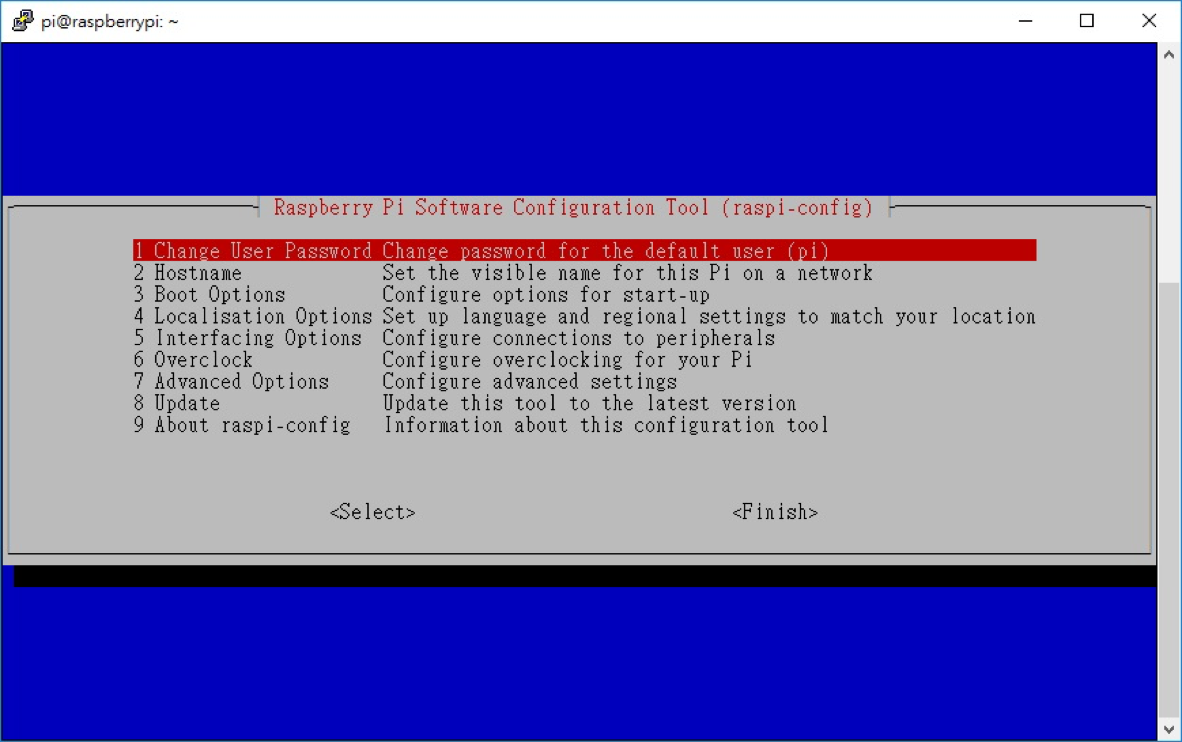 pi@raspberrypi: ~
Raspberry Pi Software Configuration Tool (raspi-config)
1 Change User Password Change password for the default user (pi)
2 Hostname Set the visible name for this Pi on a network
3 Boot Options Configure options for start-up
4 Localisation Options Set up language and regional settings to match your location
5 Interfacing Options Configure connections to peripherals
6 Overclock Configure overclocking for your Pi
7 Advanced Options Configure advanced settings
8 Update Update this tool to the latest version
9 About raspi-config Information about this configuration tool
<Select> <Finish>